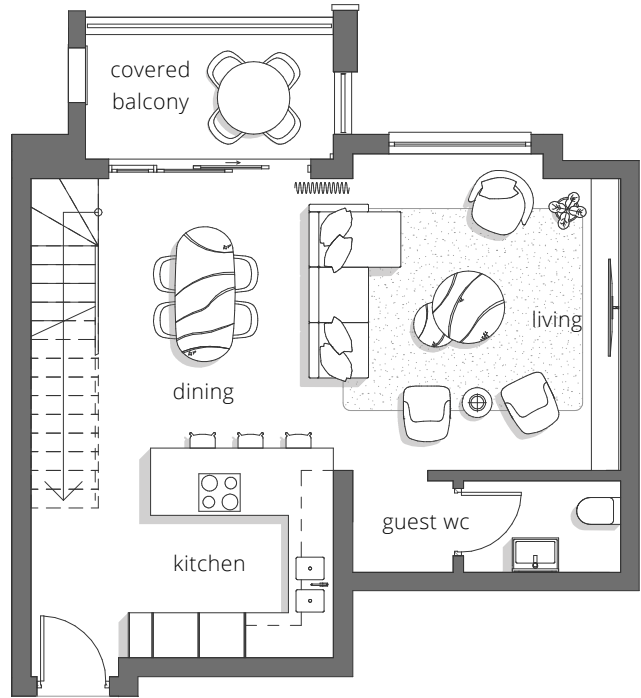 covered
balcony
living
dining
guest wc
kitchen